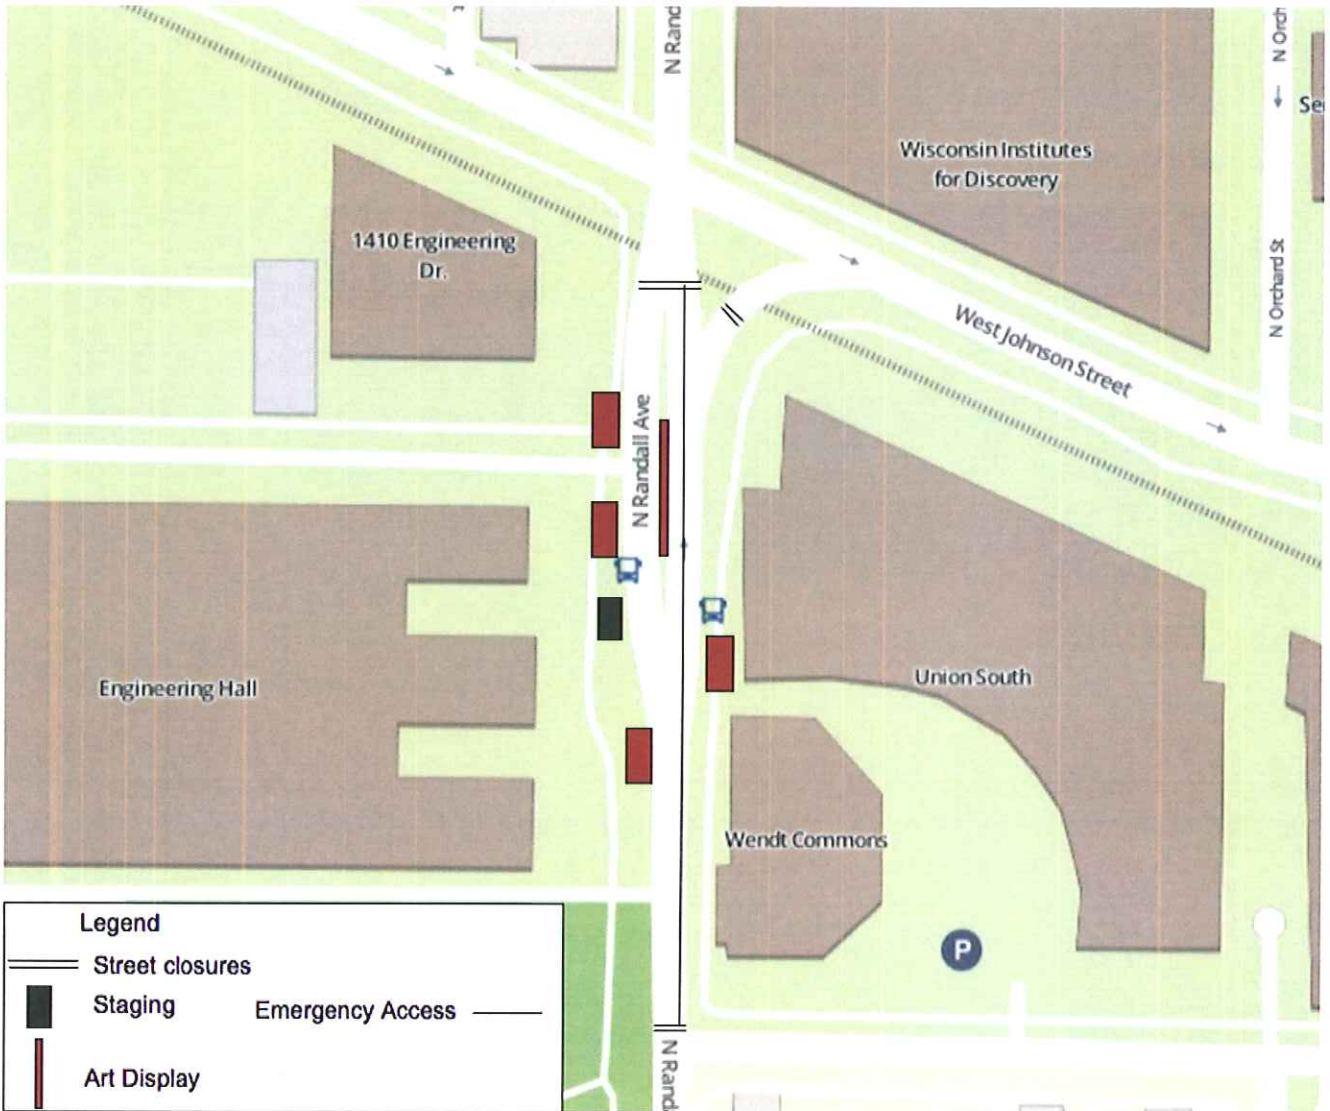 N Rand
N Orch
Se
Wisconsin Institutes
for Discovery
1410 Engineering
Dr.
N Orchard St
West Johnson Street
N Randall Ave
Engineering Hall
Union South
Wendt Commons
P
Legend
Street closures
Staging
Emergency Access
Art Display
N Rand